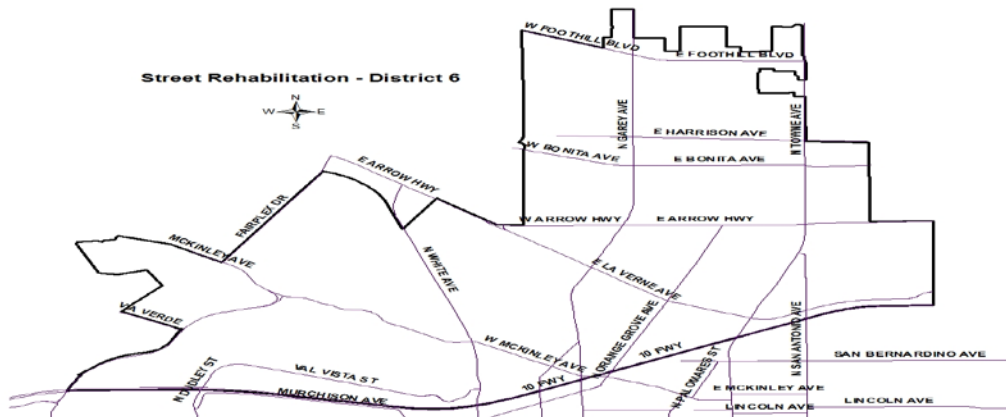 W FOOTHILL BLVD
E FOOTHILL BLVD
Street Rehabilitation - District 6
N
W E
S
N GAREY AVE
N TOWNE AVE
E HARRISON AVE
W BONITA AVE
E BONITA AVE
E ARROW HWY
W ARROW HWY
E ARROW HWY
FAIRPLEX DR
MCKINLEY AVE
N WHITE AVE
E LA VERNE AVE
VIA VERDE
N ORANGE GROVE AVE
N SAN ANTONIO AVE
W MCKINLEY AVE
10 FWY
SAN BERNARDINO AVE
N DUDLEY ST
VAL VISTA ST
10 FWY
N PALOMARES ST
MURCHISON AVE
E MCKINLEY AVE
LINCOLN AVE
LINCOLN AVE